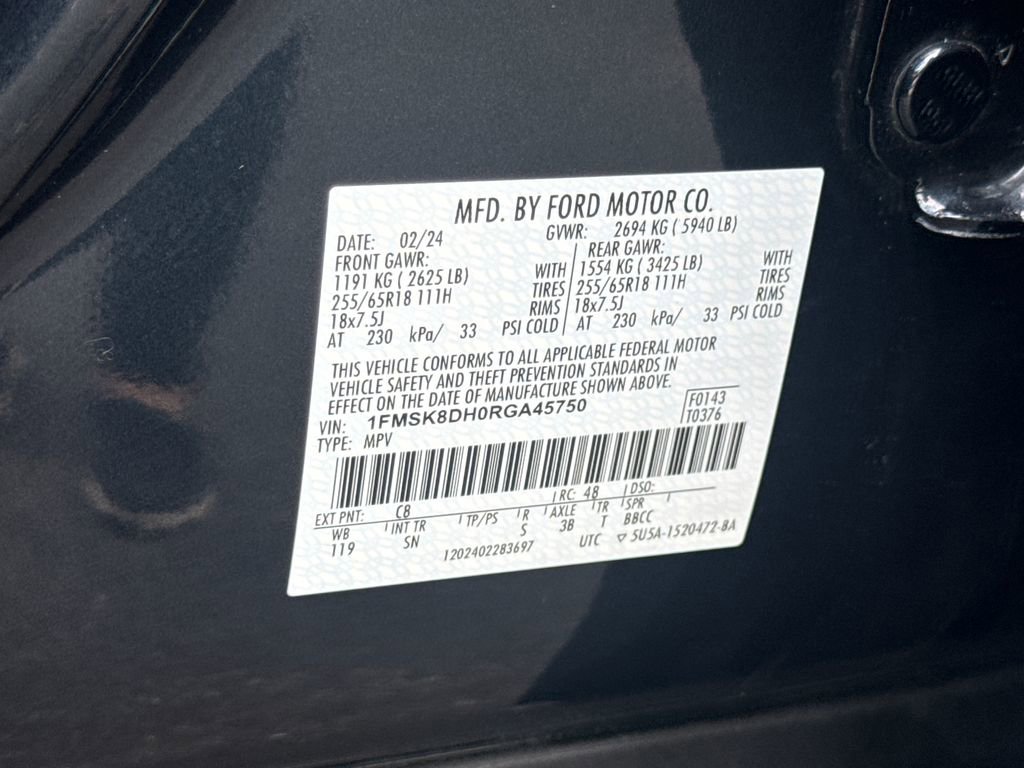 MFD. BY FORD MOTOR CO.
DATE: 02/24 GVWR: 2694 KG ( 5940 LB)
FRONT GAWR: REAR GAWR:
1191 KG ( 2625 LB) WITH 1554 KG ( 3425 LB) WITH
255/65R18 111H TIRES 255/65R18 111H TIRES
18x7.5J RIMS 18x7.5J RIMS
AT 230 kPa/ 33 PSI COLD AT 230 kPa/ 33 PSI COLD
THIS VEHICLE CONFORMS TO ALL APPLICABLE FEDERAL MOTOR
VEHICLE SAFETY AND THEFT PREVENTION STANDARDS IN
EFFECT ON THE DATE OF MANUFACTURE SHOWN ABOVE.
VIN: 1FMSK8DH0RGA45750 F0143
TYPE: MPV T0376
EXT PNT: C8 RC: 48 DSO:
WB INT TR TP/PS R AXLE TR SPR
119 SN S 3B T BBCC
1202402283697 UTC ▽ 5U5A-1520472-BA